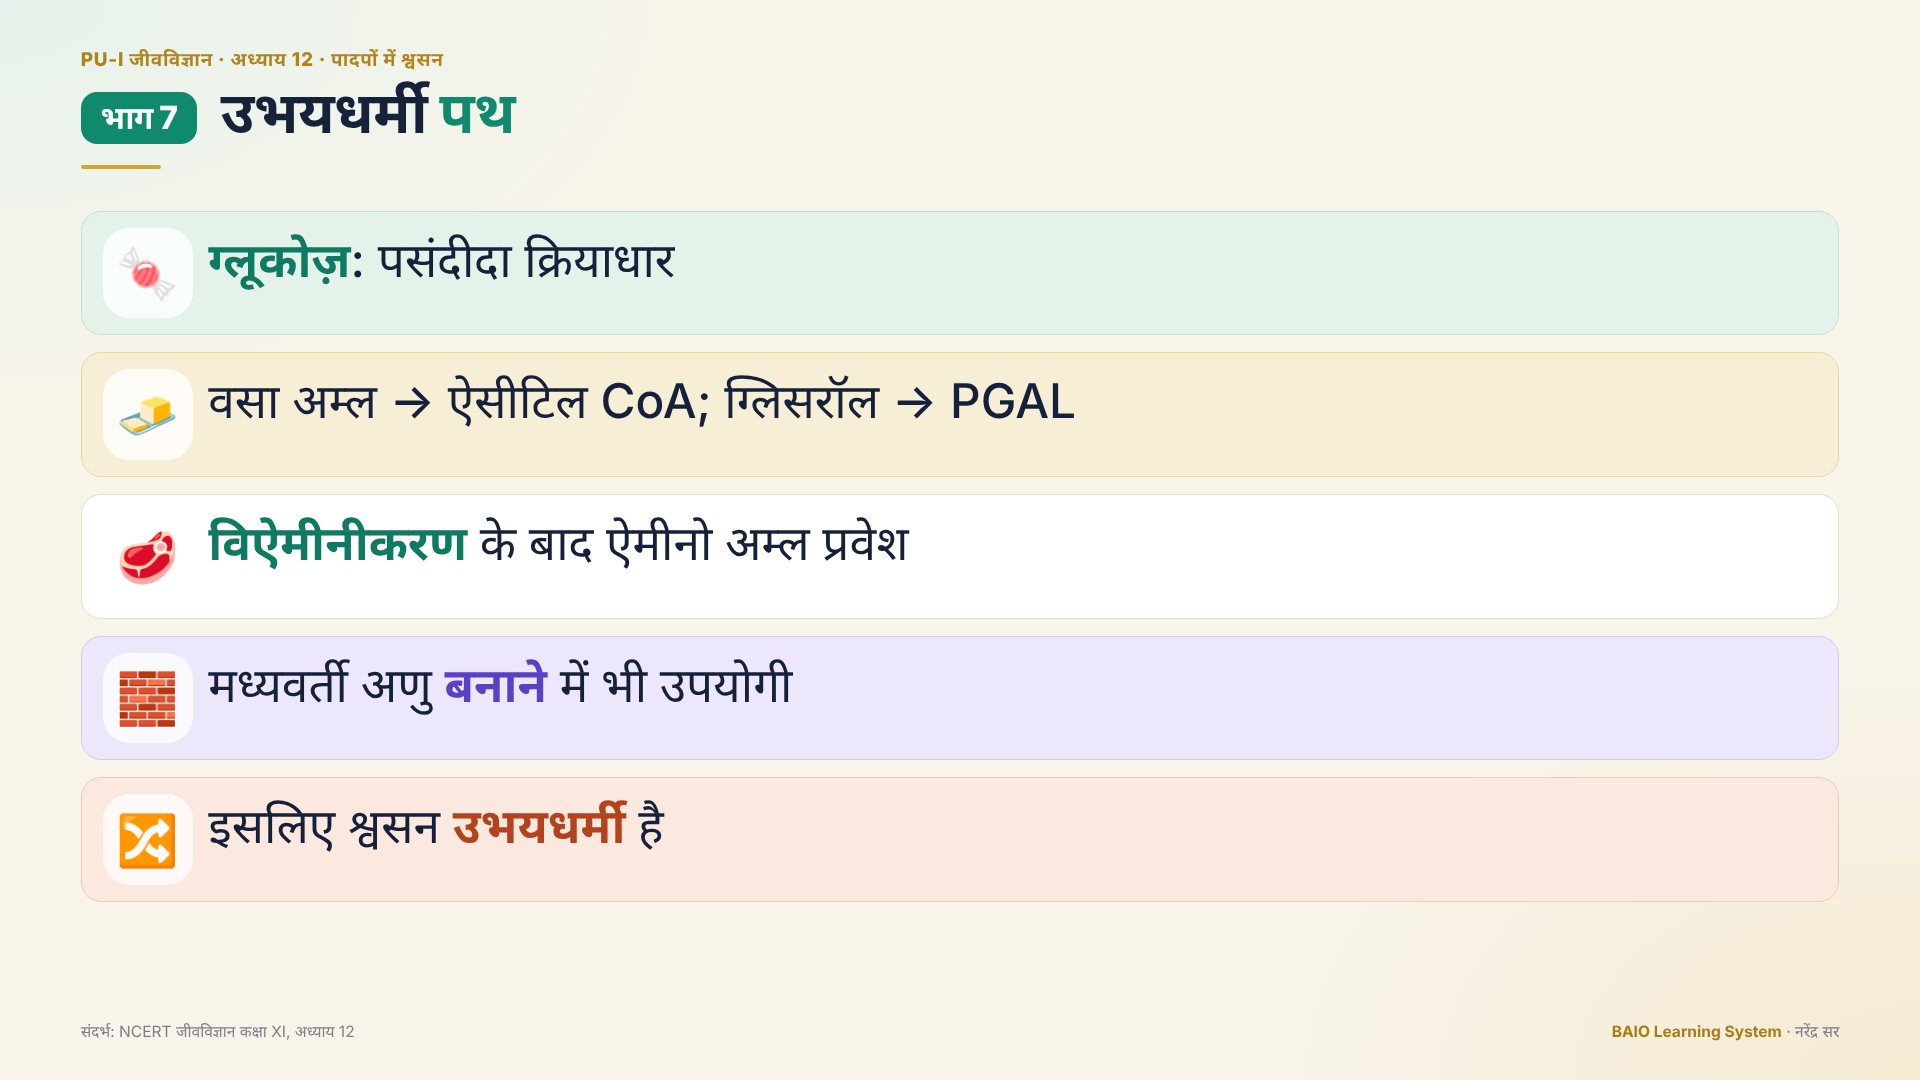 PU-I जीवविज्ञान · अध्याय 12 · पादपों में श्वसन
भाग 7 उभयधर्मी पथ
ग्लूकोज़: पसंदीदा क्रियाधार
वसा अम्ल → ऐसीटिल CoA; ग्लिसरॉल → PGAL
विऐमीनीकरण के बाद ऐमीनो अम्ल प्रवेश
मध्यवर्ती अणु बनाने में भी उपयोगी
इसलिए श्वसन उभयधर्मी है
संदर्भ: NCERT जीवविज्ञान कक्षा XI, अध्याय 12
BAIO Learning System · नरेंद्र सर